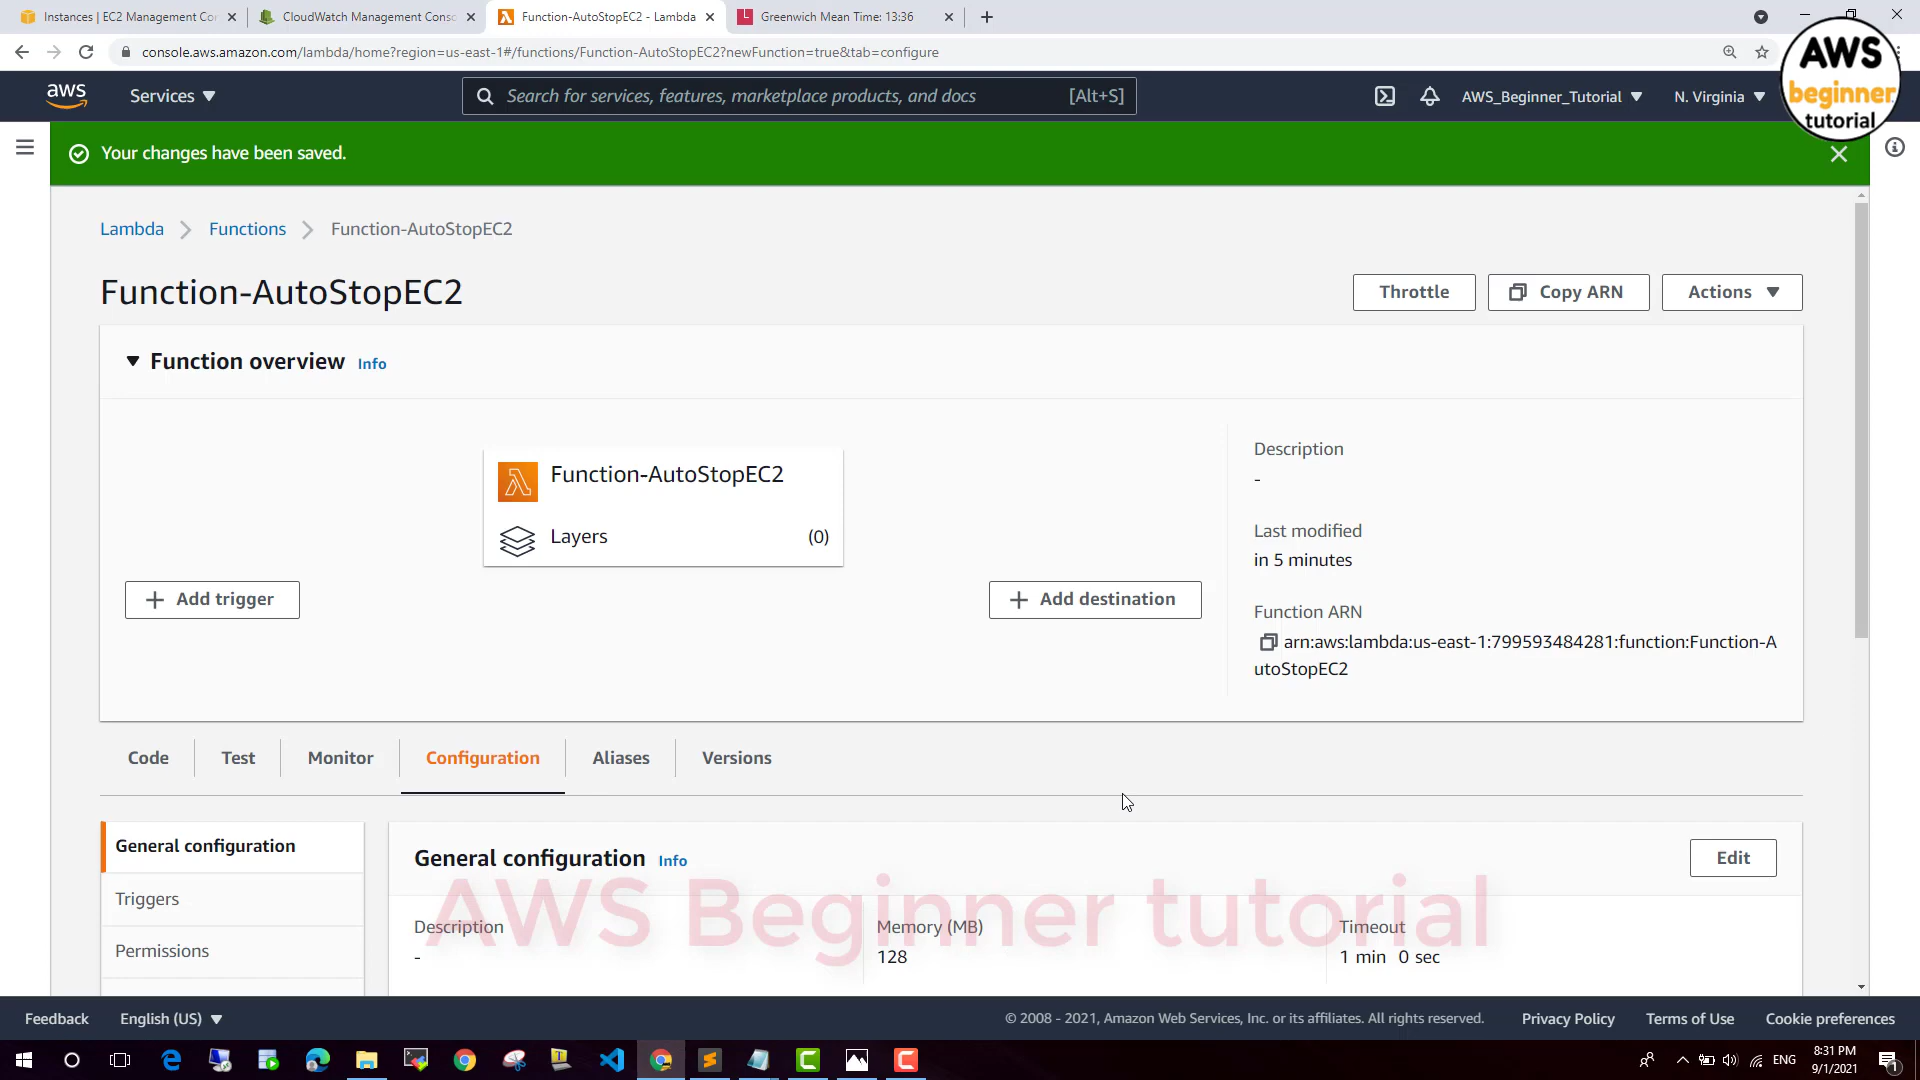 Instances | EC2 Management Co
CloudWatch Management Cons
Function-AutoStopEC2 - Lambda
Greenwich Mean Time: 13:36
console.aws.amazon.com/lambda/home?region=us-east-1#/functions/Function-AutoStopEC2?newFunction=true&tab=configure
aws
Services
Search for services, features, marketplace products, and docs
[Alt+S]
AWS_Beginner_Tutorial
N. Virginia
AWS
beginner
tutorial
Your changes have been saved.
Lambda
Functions
Function-AutoStopEC2
Function-AutoStopEC2
Throttle
Copy ARN
Actions
Function overview Info
Function-AutoStopEC2
Layers
(0)
Add trigger
Add destination
Description
-
Last modified
in 5 minutes
Function ARN
arn:aws:lambda:us-east-1:799593484281:function:Function-A
utoStopEC2
Code
Test
Monitor
Configuration
Aliases
Versions
General configuration
Triggers
Permissions
General configuration Info
Edit
AWS Beginner tutorial
Description
-
Memory (MB)
128
Timeout
1 min 0 sec
Feedback
English (US)
© 2008 - 2021, Amazon Web Services, Inc. or its affiliates. All rights reserved.
Privacy Policy
Terms of Use
Cookie preferences
ENG
8:31 PM
9/1/2021
1